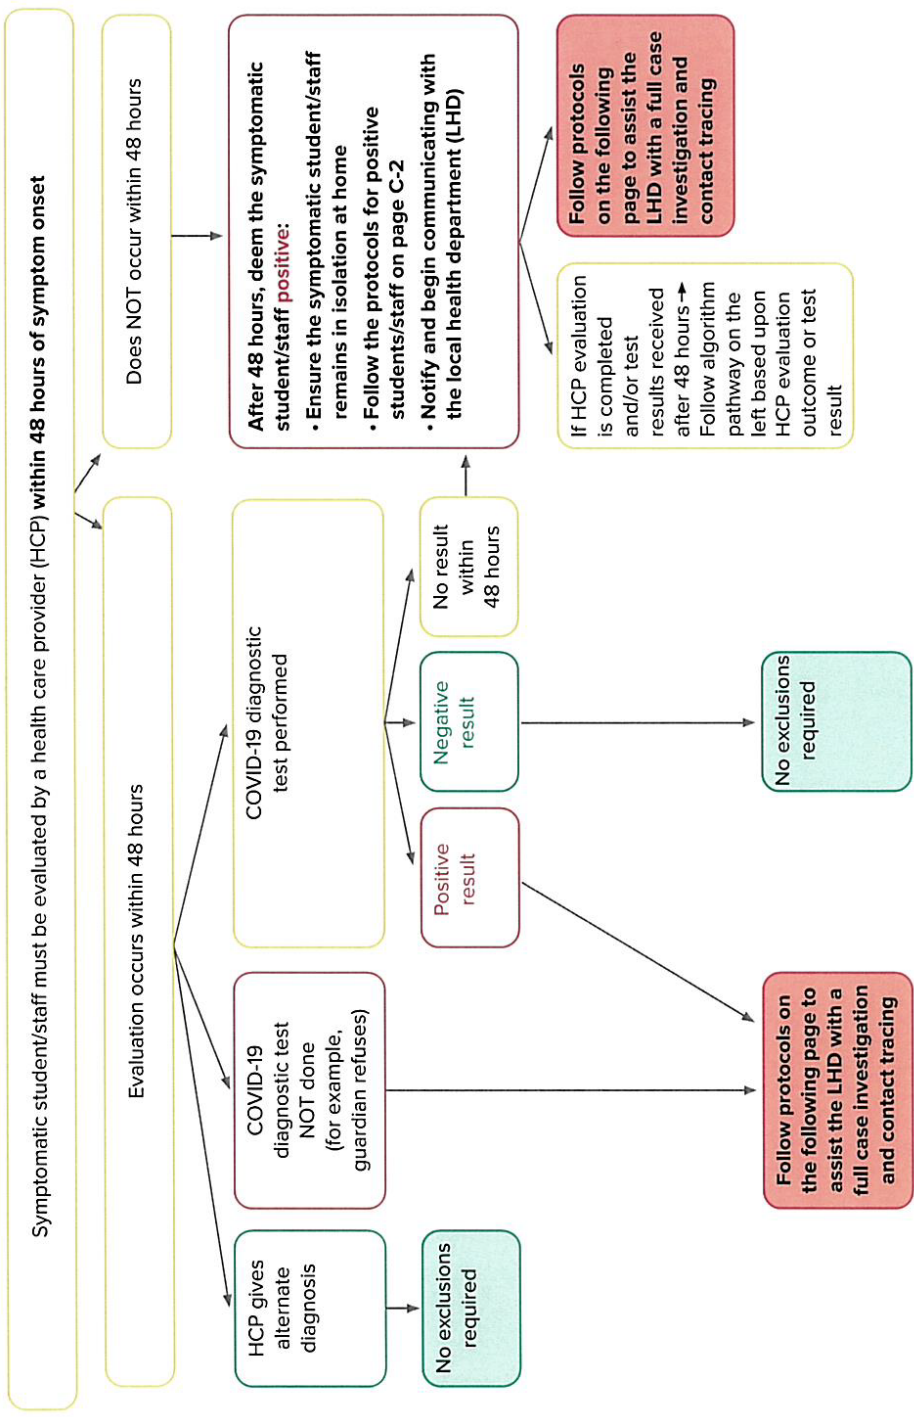 Symptomatic student/staff must be evaluated by a health care provider (HCP) within 48 hours of symptom onset
Evaluation occurs within 48 hours
Does NOT occur within 48 hours
HCP gives
alternate
diagnosis
COVID-19
diagnostic test
NOT done
(for example,
guardian refuses)
COVID-19 diagnostic
test performed
After 48 hours, deem the symptomatic
student/staff positive:
• Ensure the symptomatic student/staff
remains in isolation at home
• Follow the protocols for positive
students/staff on page C-2
• Notify and begin communicating with
the local health department (LHD)
No exclusions
required
Positive
result
Negative
result
No result
within
48 hours
If HCP evaluation
is completed
and/or test
results received
after 48 hours→
Follow algorithm
pathway on the
left based upon
HCP evaluation
outcome or test
result
Follow protocols
on the following
page to assist the
LHD with a full case
investigation and
contact tracing
Follow protocols on
the following page to
assist the LHD with a
full case investigation
and contact tracing
No exclusions
required